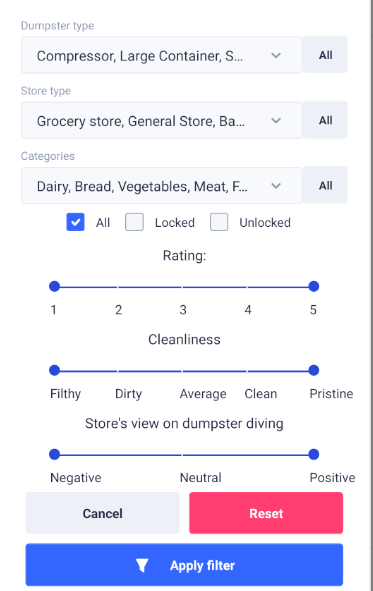 Dumpster type
Compressor, Large Container, S...
All
Store type
Grocery store, General Store, Ba...
All
Categories
Dairy, Bread, Vegetables, Meat, F...
All
All Locked Unlocked
Rating:
1 2 3 4 5
Cleanliness
Filthy Dirty Average Clean Pristine
Store's view on dumpster diving
Negative Neutral Positive
Cancel Reset
Apply filter